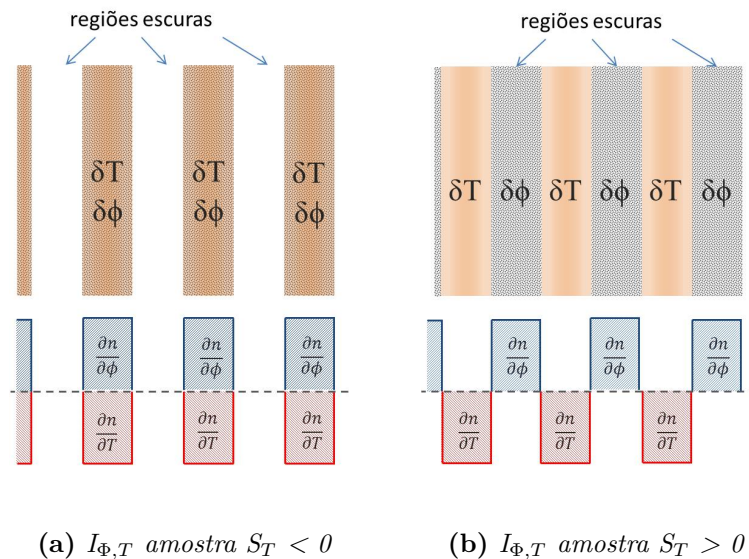 regiões escuras
δT δT δT
δϕ δϕ δϕ
∂n/∂ϕ ∂n/∂ϕ ∂n/∂ϕ
∂n/∂T ∂n/∂T ∂n/∂T
(a) I_{Φ,T} amostra S_T < 0
regiões escuras
δT δϕ δT δϕ δT δϕ
∂n/∂ϕ ∂n/∂ϕ ∂n/∂ϕ
∂n/∂T ∂n/∂T ∂n/∂T
(b) I_{Φ,T} amostra S_T > 0